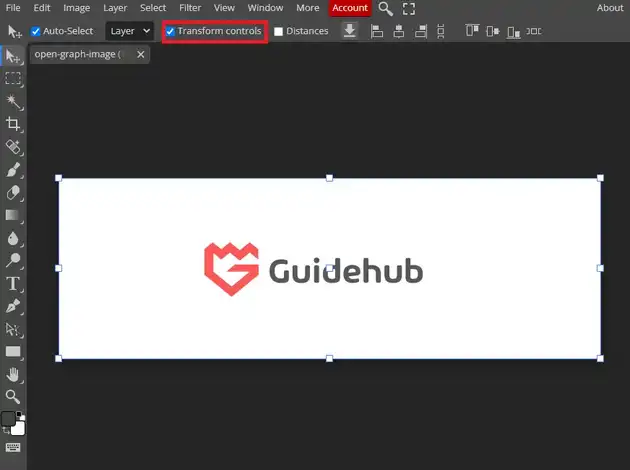 File Edit Image Layer Select Filter View Window More Account About
Auto-Select Layer Transform controls Distances
open-graph-image (
Guidehub